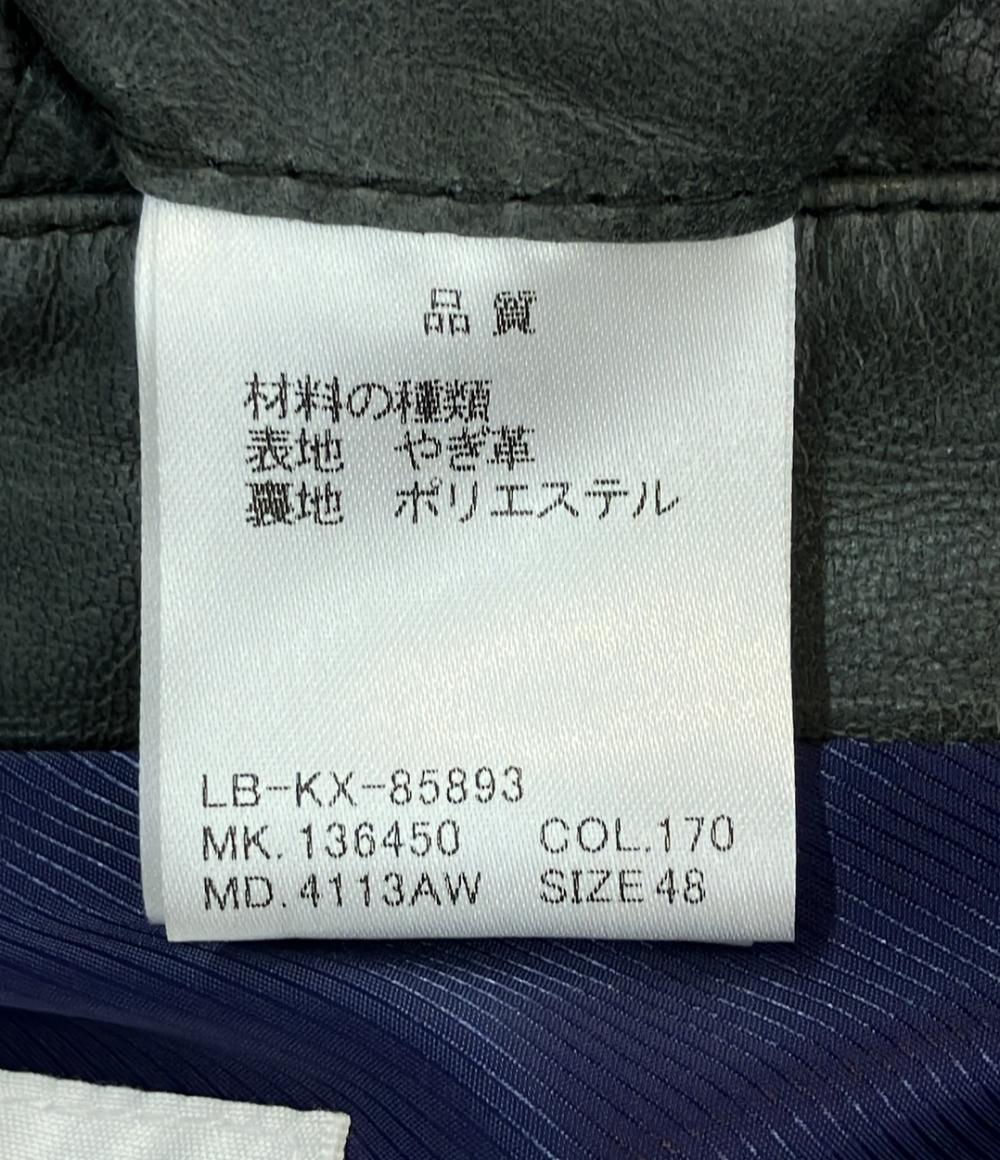 品質
材料の種類
表地　やぎ革
裏地　ポリエステル
LB-KX-85893
MK. 136450　COL.170
MD. 4113AW　SIZE 48